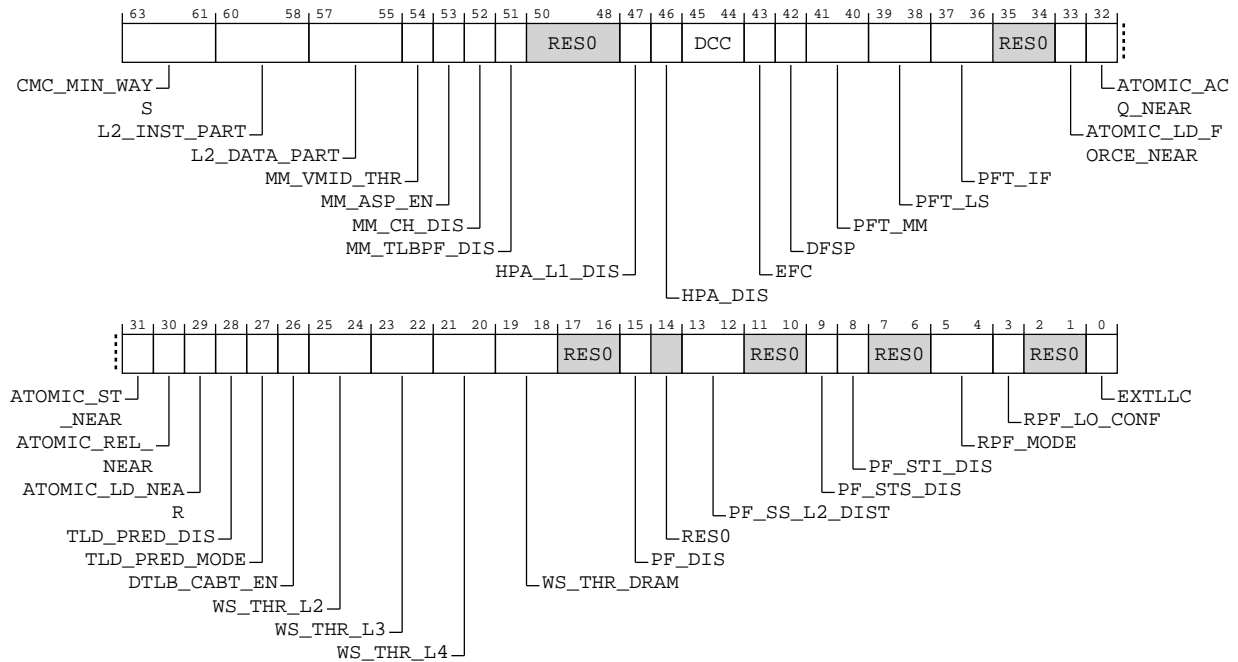 63 61 60 58 57 55 54 53 52 51 50 48 47 46 45 44 43 42 41 40 39 38 37 36 35 34 33 32
RES0 DCC RES0
CMC_MIN_WAY
S
L2_INST_PART
L2_DATA_PART
MM_VMID_THR
MM_ASP_EN
MM_CH_DIS
MM_TLBPF_DIS
HPA_L1_DIS
HPA_DIS
EFC
DFSP
PFT_MM
PFT_LS
PFT_IF
ATOMIC_AC
Q_NEAR
ATOMIC_LD_F
ORCE_NEAR
31 30 29 28 27 26 25 24 23 22 21 20 19 18 17 16 15 14 13 12 11 10 9 8 7 6 5 4 3 2 1 0
RES0 RES0 RES0 RES0
ATOMIC_ST
_NEAR
ATOMIC_REL_
NEAR
ATOMIC_LD_NEA
R
TLD_PRED_DIS
TLD_PRED_MODE
DTLB_CABT_EN
WS_THR_L2
WS_THR_L3
WS_THR_L4
WS_THR_DRAM
PF_DIS
RES0
PF_SS_L2_DIST
PF_STS_DIS
PF_STI_DIS
RPF_MODE
RPF_LO_CONF
EXTLLC